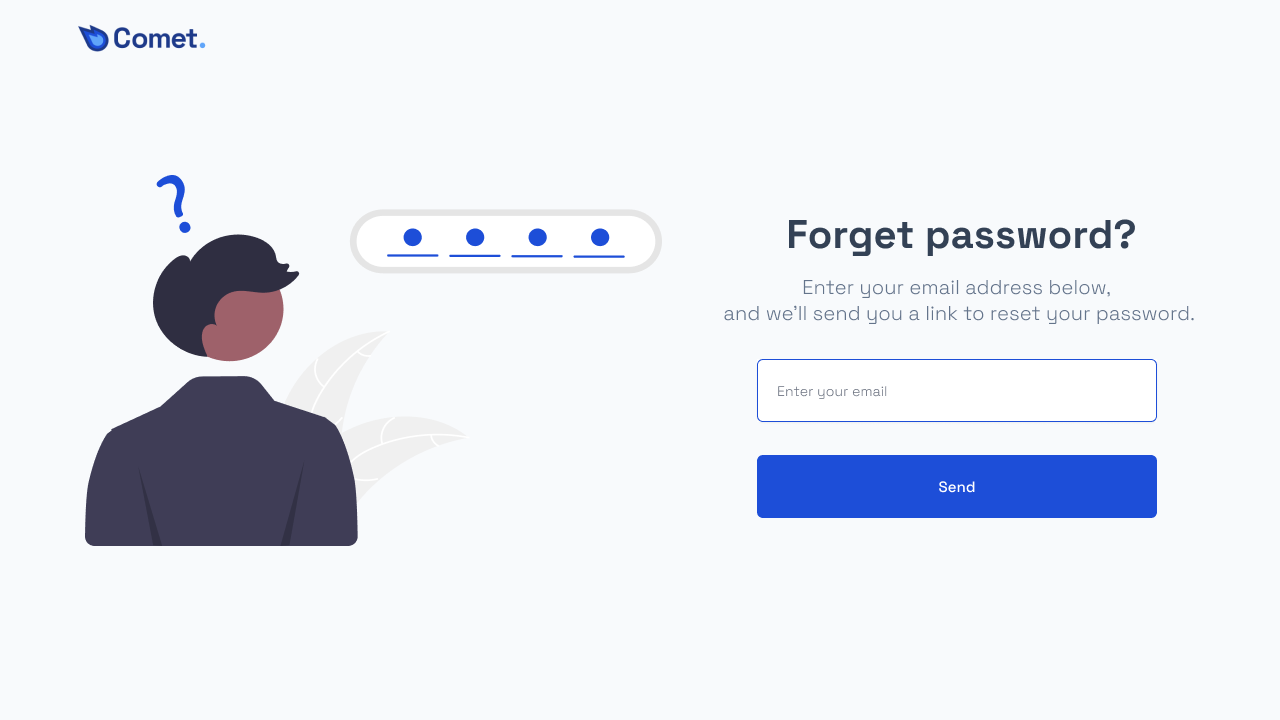 Comet.
?
Forget password?
Enter your email address below,
and we'll send you a link to reset your password.
Enter your email
Send